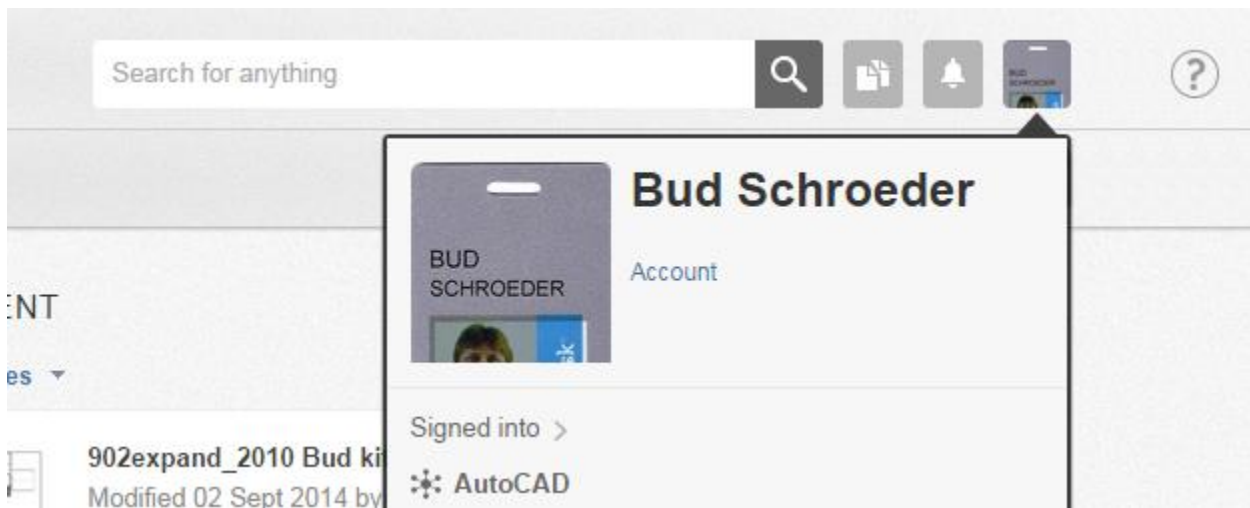 Search for anything
?
Bud Schroeder
BUD
SCHROEDER
Account
ENT
es
Signed into >
902expand_2010 Bud
Modified 02 Sept 2014 by
AutoCAD